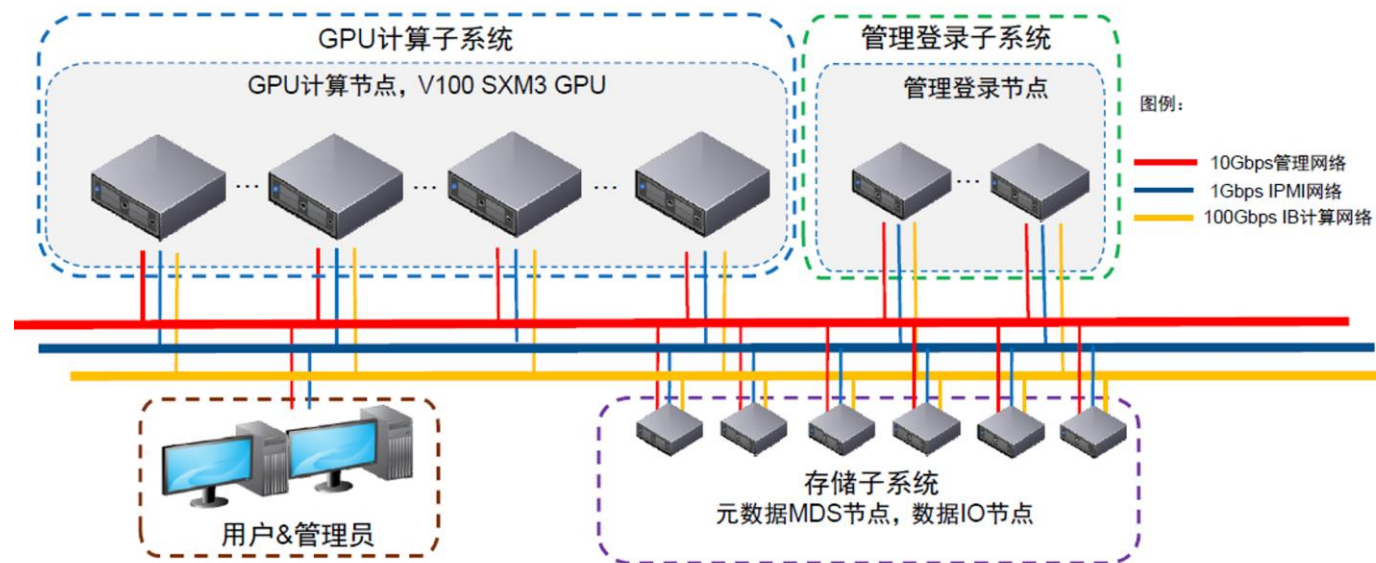 GPU计算子系统
GPU计算节点，V100 SXM3 GPU
管理登录子系统
管理登录节点
图例：
10Gbps管理网络
1Gbps IPMI网络
100Gbps IB计算网络
用户&管理员
存储子系统
元数据MDS节点，数据IO节点